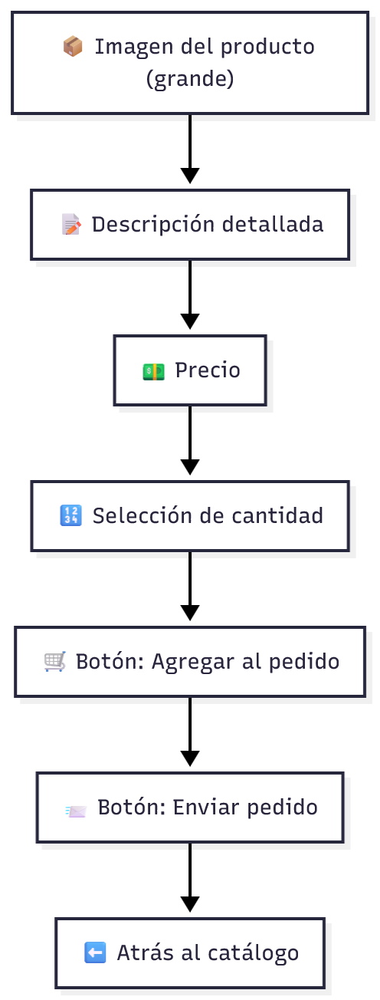 📦 Imagen del producto
(grande)
📝 Descripción detallada
💵 Precio
🔢 Selección de cantidad
🛒 Botón: Agregar al pedido
📨 Botón: Enviar pedido
⬅️ Atrás al catálogo